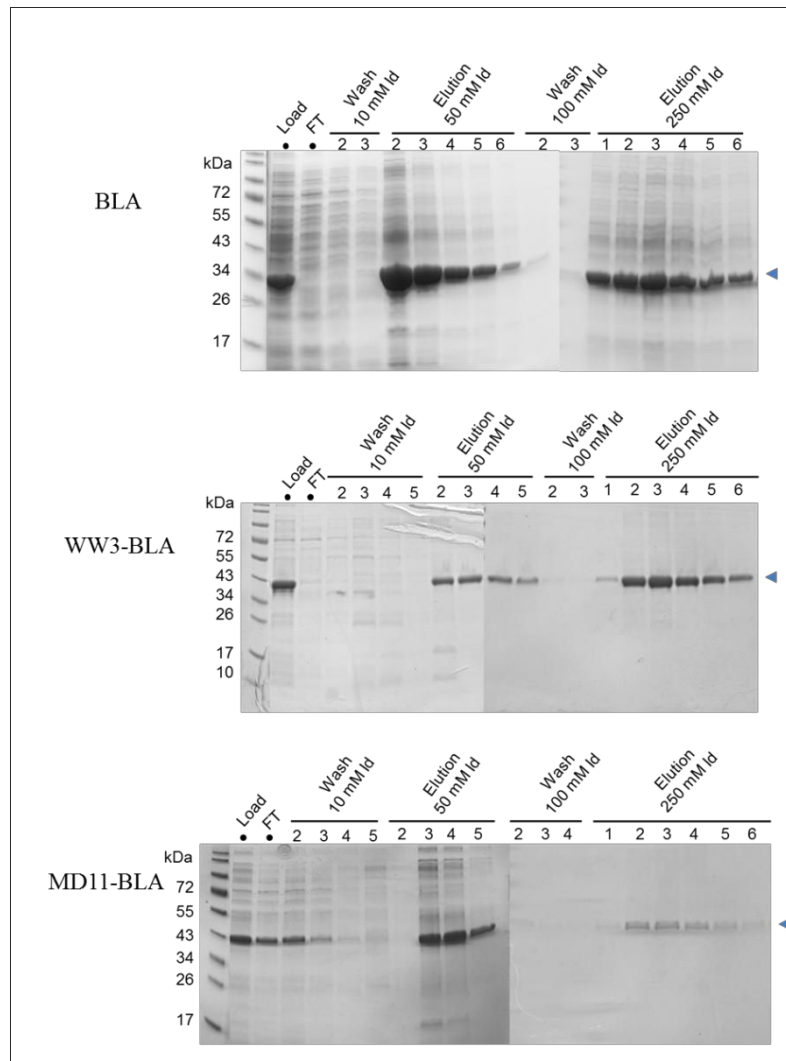 Load
FT
Wash
10 mM Id
Elution
50 mM Id
Wash
100 mM Id
Elution
250 mM Id
2 3 2 3 4 5 6 2 3 1 2 3 4 5 6
kDa
72
55
43
34
26
17
BLA
Load
FT
Wash
10 mM Id
Elution
50 mM Id
Wash
100 mM Id
Elution
250 mM Id
2 3 4 5 2 3 4 5 2 3 1 2 3 4 5 6
kDa
72
55
43
34
26
17
10
WW3-BLA
Load
FT
Wash
10 mM Id
Elution
50 mM Id
Wash
100 mM Id
Elution
250 mM Id
2 3 4 5 2 3 4 5 2 3 4 1 2 3 4 5 6
kDa
72
55
43
34
26
17
MD11-BLA